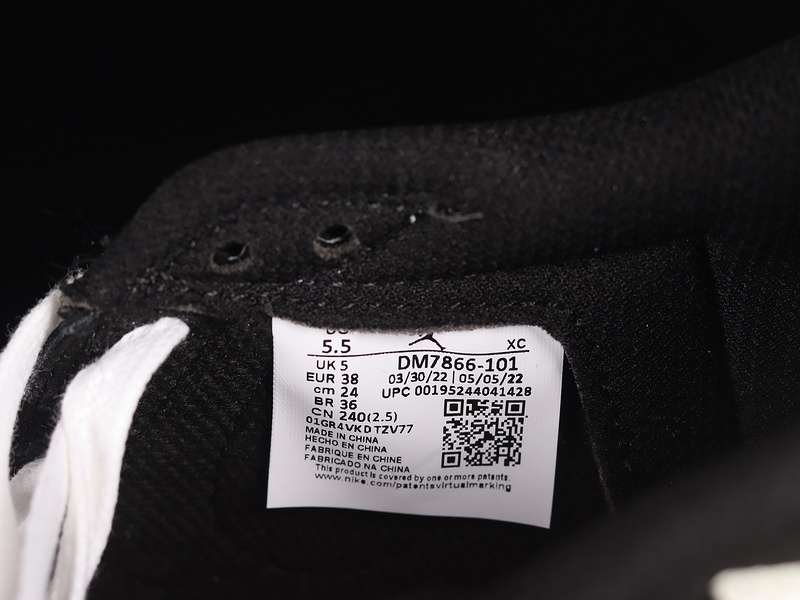 US
5.5 XC
UK 5 DM7866-101
EUR 38 03/30/22 | 05/05/22
cm 24 UPC 00195244041428
BR 36
CN 240(2.5)
01GR4VKDTZV77
MADE IN CHINA
HECHO EN CHINA
FABRIQUE EN CHINE
FABRICADO NA CHINA
This product is covered by one or more patents.
www.nike.com/patentsvirtualmarking